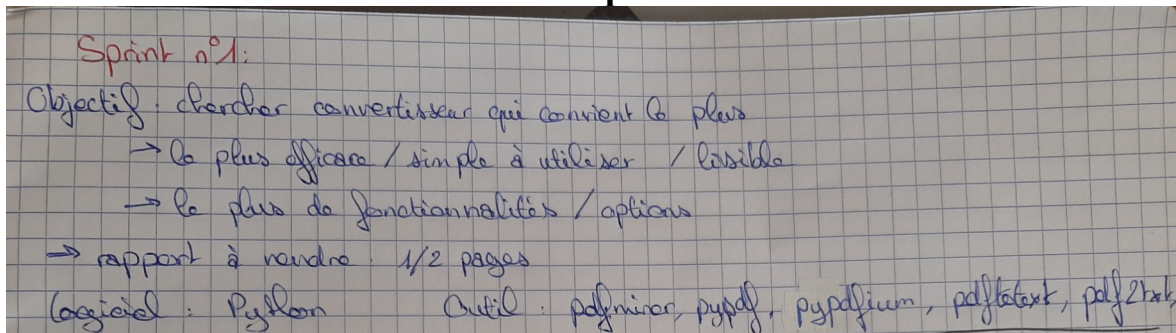 Sprint n°1:
Objectif : chercher convertisseur qui convient le plus
→ le plus efficace / simple à utiliser / lisible
→ le plus de fonctionnalités / options
→ rapport à rendre : 1/2 pages
Logiciel : Python Outil : pdfminer, pypdf, pypdfium, pdftotext, pdf2txt